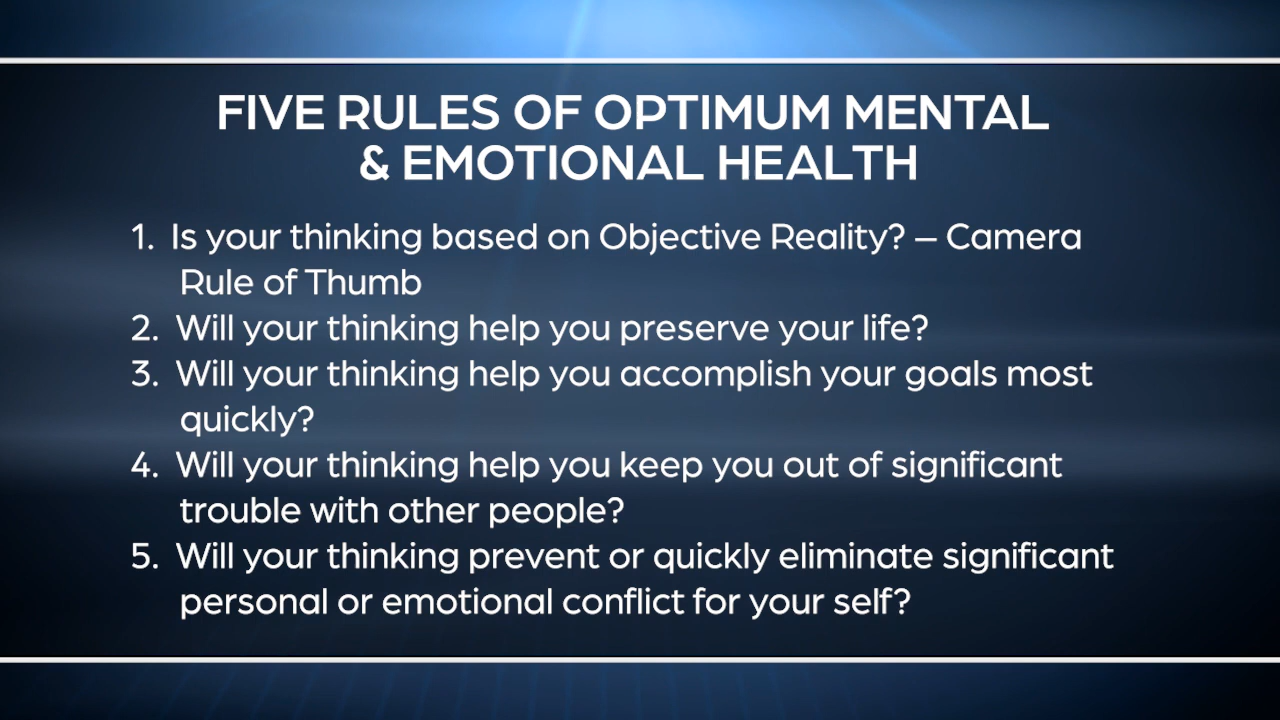 FIVE RULES OF OPTIMUM MENTAL
& EMOTIONAL HEALTH
1. Is your thinking based on Objective Reality? – Camera
Rule of Thumb
2. Will your thinking help you preserve your life?
3. Will your thinking help you accomplish your goals most
quickly?
4. Will your thinking help you keep you out of significant
trouble with other people?
5. Will your thinking prevent or quickly eliminate significant
personal or emotional conflict for your self?